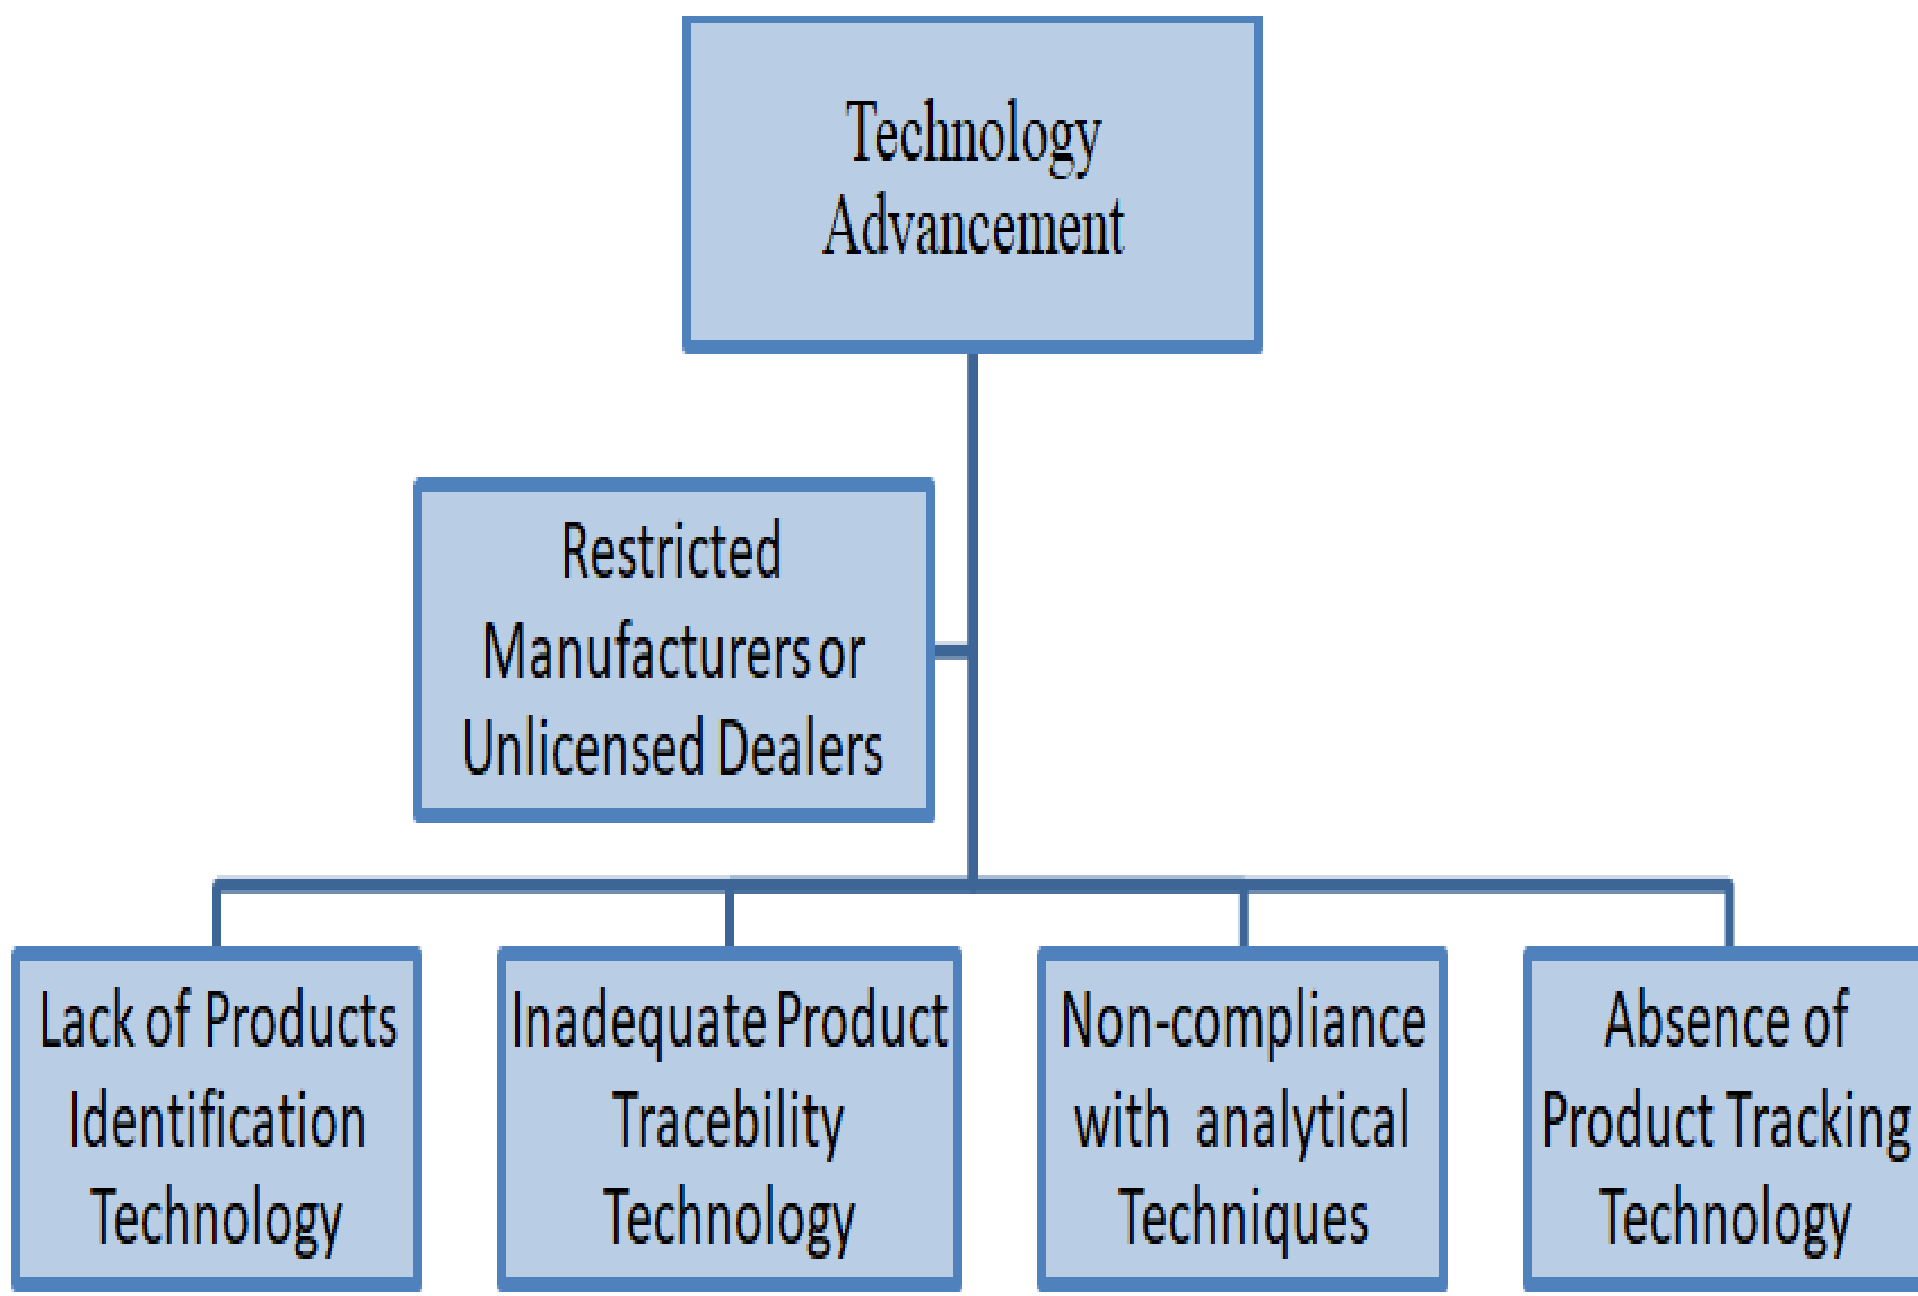 Technology
Advancement
Restricted
Manufacturers or
Unlicensed Dealers
Lack of Products
Identification
Technology
Inadequate Product
Tracebility
Technology
Non-compliance
with analytical
Techniques
Absence of
Product Tracking
Technology